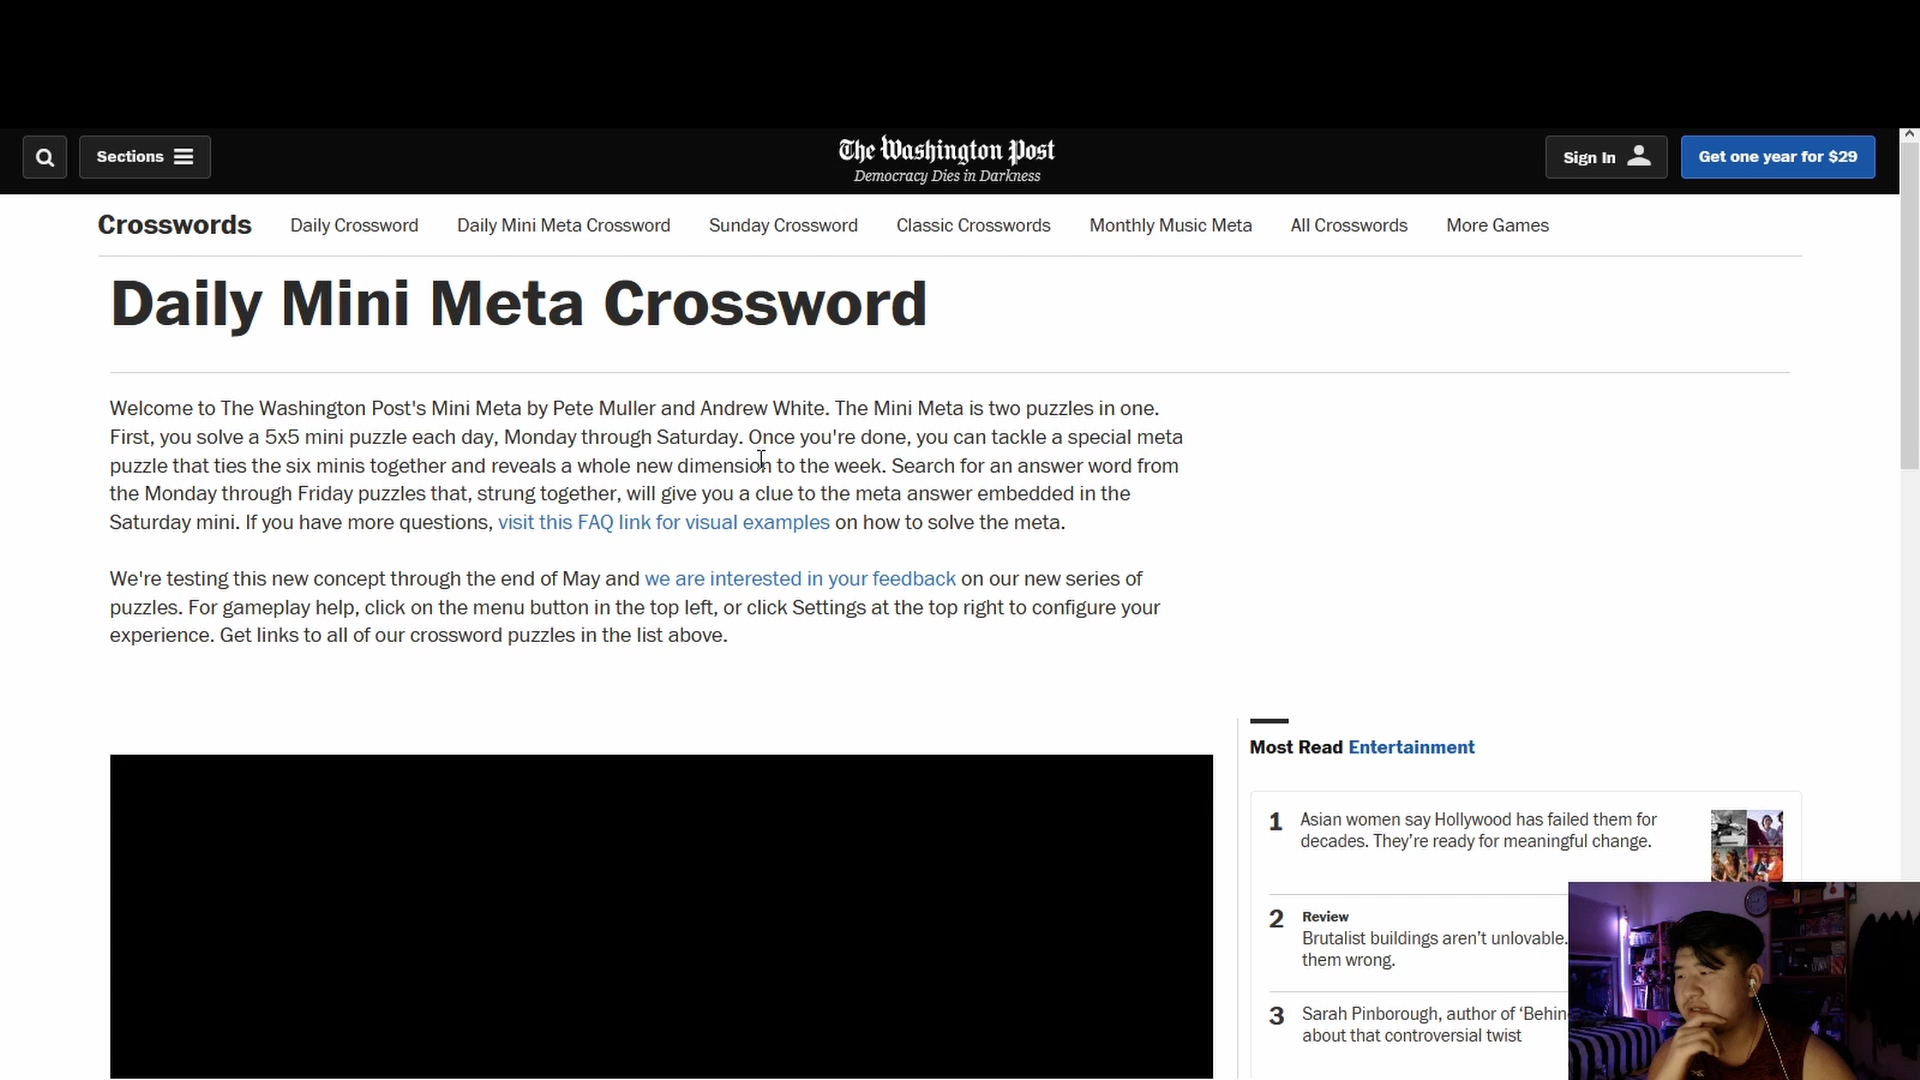 Sections
The Washington Post
Democracy Dies in Darkness
Sign In
Get one year for $29
Crosswords
Daily Crossword
Daily Mini Meta Crossword
Sunday Crossword
Classic Crosswords
Monthly Music Meta
All Crosswords
More Games
Daily Mini Meta Crossword
Welcome to The Washington Post's Mini Meta by Pete Muller and Andrew White. The Mini Meta is two puzzles in one.
First, you solve a 5x5 mini puzzle each day, Monday through Saturday. Once you're done, you can tackle a special meta
puzzle that ties the six minis together and reveals a whole new dimension to the week. Search for an answer word from
the Monday through Friday puzzles that, strung together, will give you a clue to the meta answer embedded in the
Saturday mini. If you have more questions, visit this FAQ link for visual examples on how to solve the meta.
We're testing this new concept through the end of May and we are interested in your feedback on our new series of
puzzles. For gameplay help, click on the menu button in the top left, or click Settings at the top right to configure your
experience. Get links to all of our crossword puzzles in the list above.
Most Read Entertainment
1 Asian women say Hollywood has failed them for
decades. They’re ready for meaningful change.
2 Review
Brutalist buildings aren’t unlovable.
them wrong.
3 Sarah Pinborough, author of ‘Behin
about that controversial twist